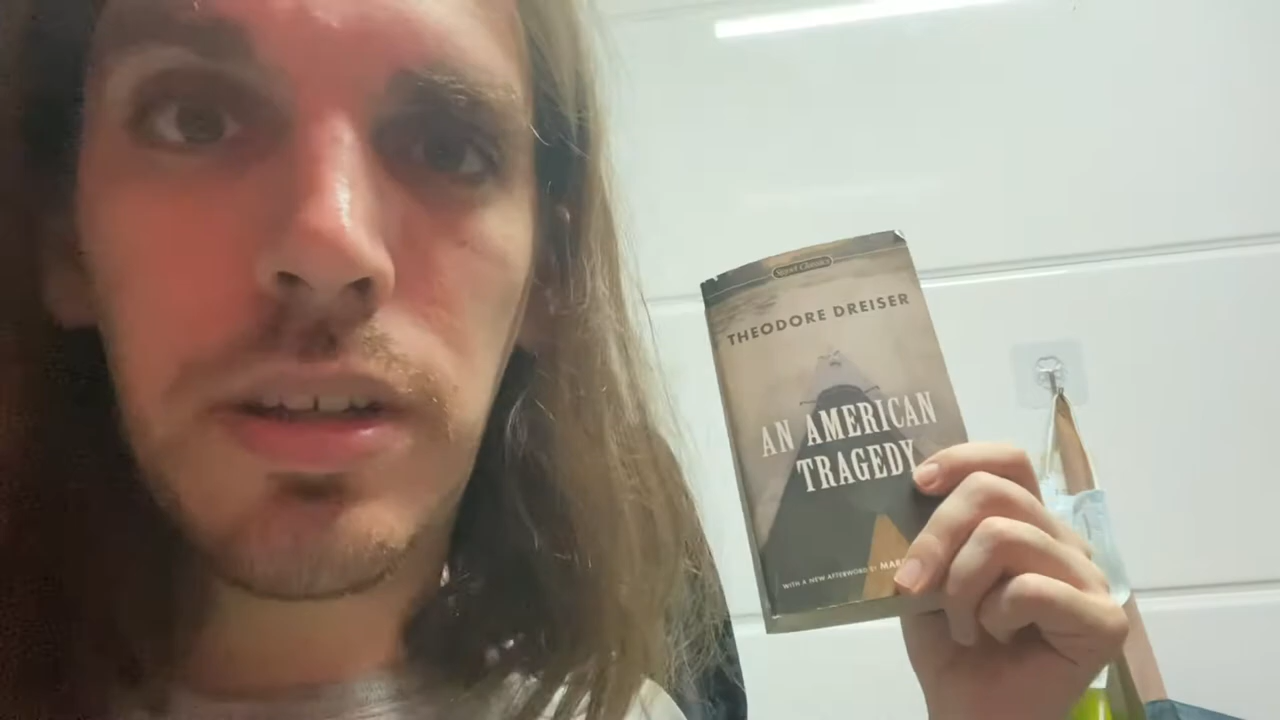 Signet Classics
THEODORE DREISER
AN AMERICAN
TRAGEDY
WITH A NEW AFTERWORD BY